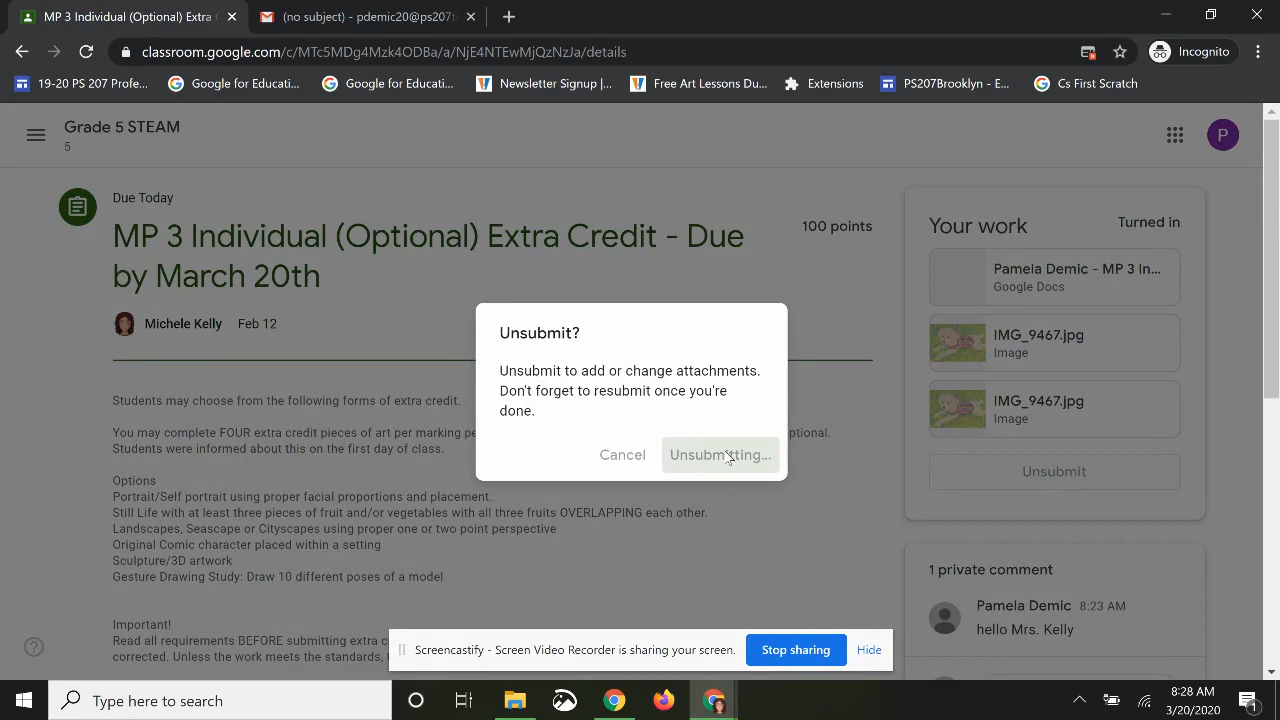 MP 3 Individual (Optional) Extra C
(no subject) - pdemic20@ps207t
classroom.google.com/c/MTc5MDg4Mzk4ODBa/a/NjE4NTEwMjQzNzJa/details
Incognito
19-20 PS 207 Profe...
Google for Educati...
Google for Educati...
Newsletter Signup |...
Free Art Lessons Du...
Extensions
PS207Brooklyn - E...
Cs First Scratch
Grade 5 STEAM
5
P
Due Today
MP 3 Individual (Optional) Extra Credit - Due
by March 20th
100 points
Michele Kelly Feb 12
Students may choose from the following forms of extra credit.
You may complete FOUR extra credit pieces of art per marking pe
ptional.
Students were informed about this on the first day of class.
Options
Portrait/Self portrait using proper facial proportions and placement.
Still Life with at least three pieces of fruit and/or vegetables with all three fruits OVERLAPPING each other.
Landscapes, Seascape or Cityscapes using proper one or two point perspective
Original Comic character placed within a setting
Sculpture/3D artwork
Gesture Drawing Study: Draw 10 different poses of a model
Important!
Read all requirements BEFORE submitting extra c
corrected. Unless the work meets the standards, t
Unsubmit?
Unsubmit to add or change attachments.
Don't forget to resubmit once you're
done.
Cancel
Unsubmitting...
Your work
Turned in
Pamela Demic - MP 3 In...
Google Docs
IMG_9467.jpg
Image
IMG_9467.jpg
Image
Unsubmit
1 private comment
Pamela Demic 8:23 AM
hello Mrs. Kelly
Screencastify - Screen Video Recorder is sharing your screen.
Stop sharing
Hide
Type here to search
8:28 AM
3/20/2020
1